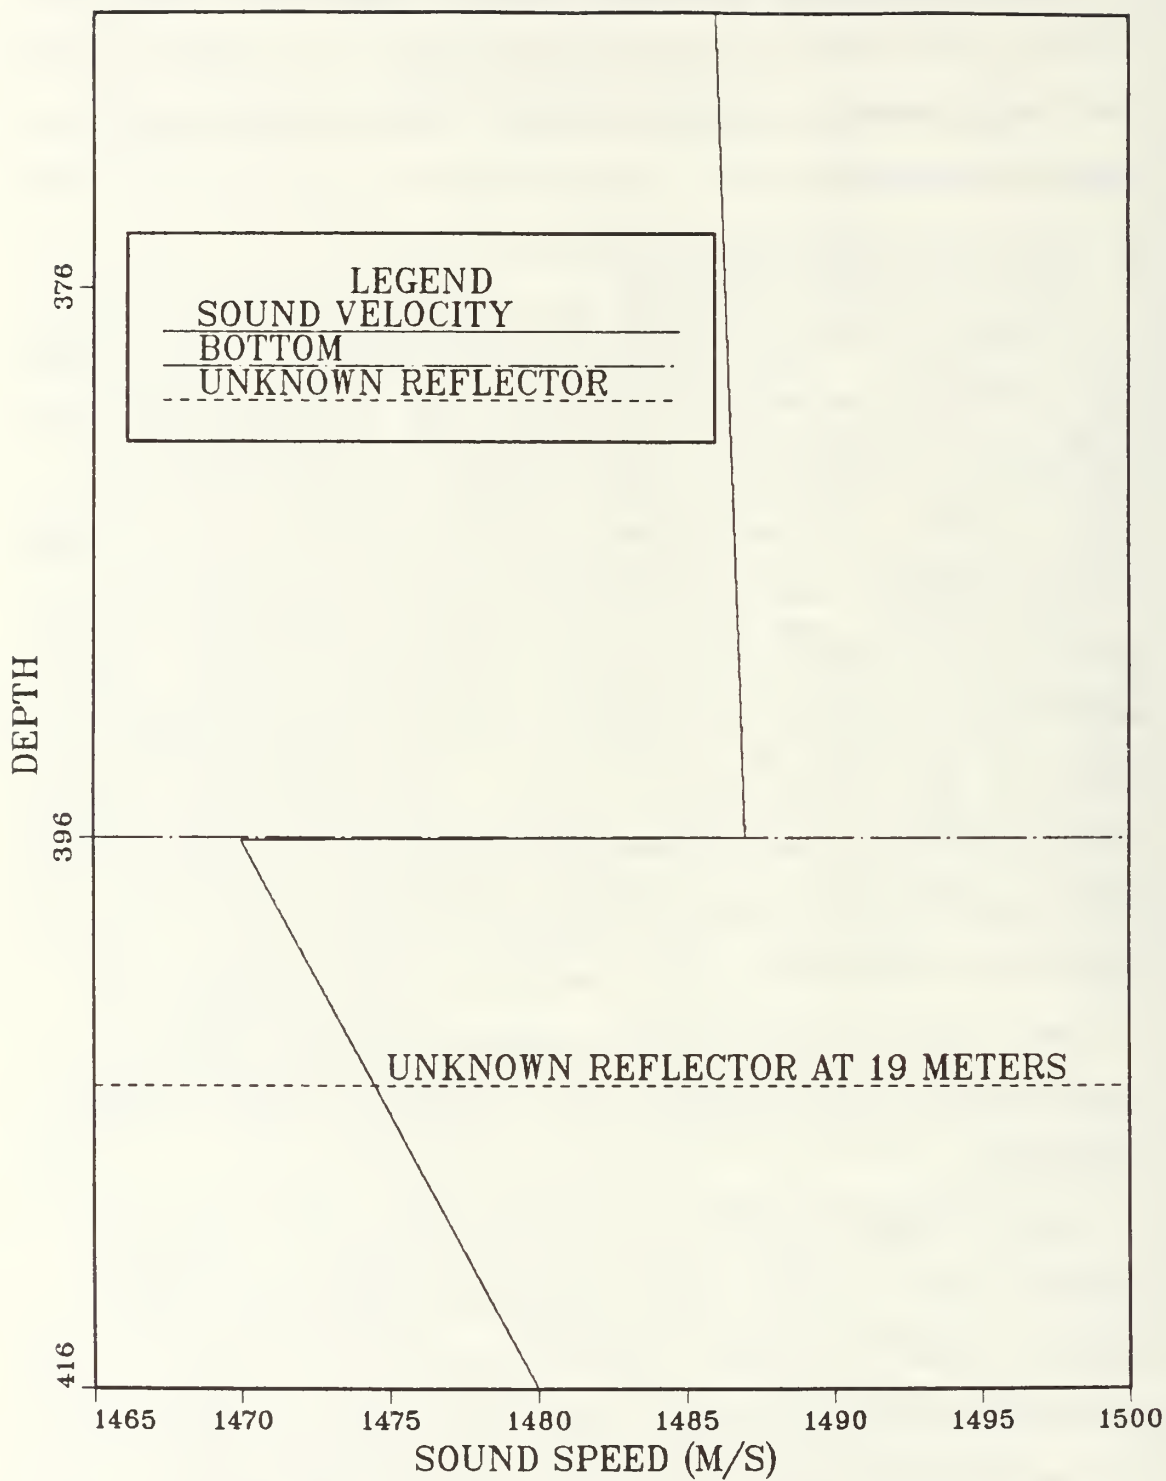 376
LEGEND
SOUND VELOCITY
BOTTOM
UNKNOWN REFLECTOR
DEPTH
396
UNKNOWN REFLECTOR AT 19 METERS
416
1465 1470 1475 1480 1485 1490 1495 1500
SOUND SPEED (M/S)